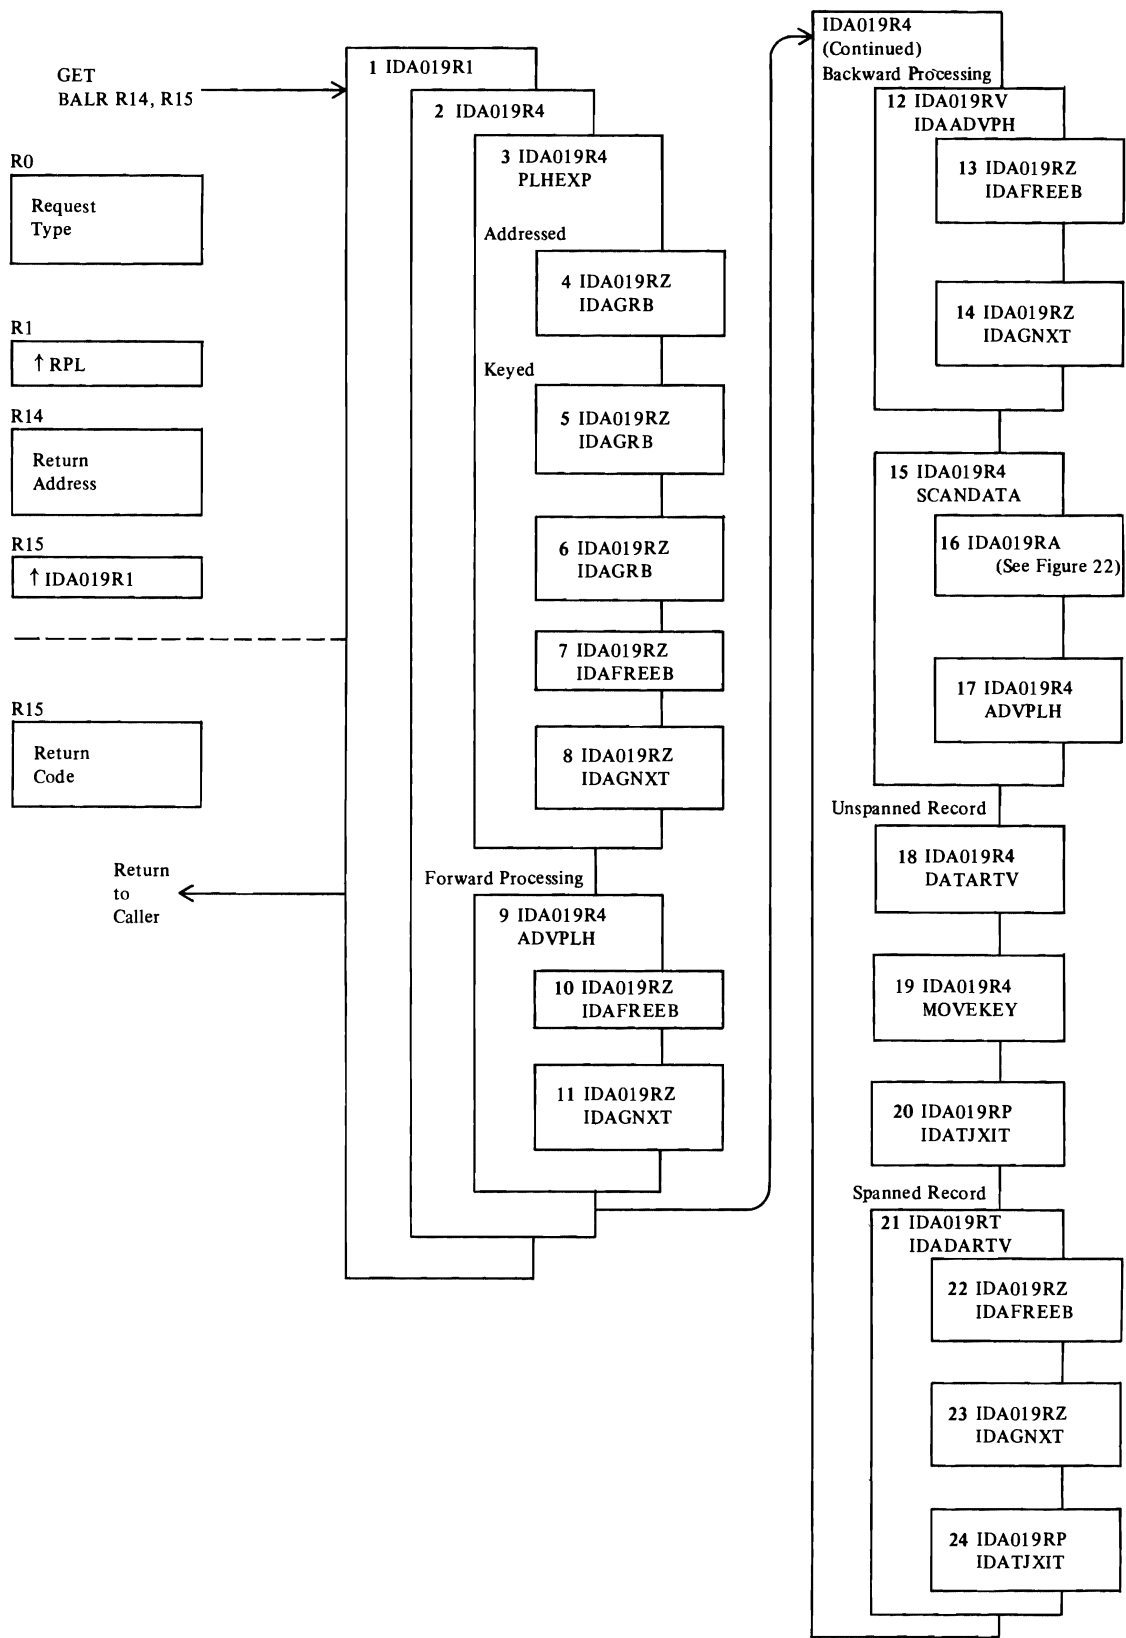 GET
BALR R14, R15
R0
Request
Type
R1
↑ RPL
R14
Return
Address
R15
↑ IDA019R1
R15
Return
Code
Return
to
Caller
1 IDA019R1
2 IDA019R4
3 IDA019R4
PLHEXP
Addressed
4 IDA019RZ
IDAGRB
Keyed
5 IDA019RZ
IDAGRB
6 IDA019RZ
IDAGRB
7 IDA019RZ
IDAFREEB
8 IDA019RZ
IDAGNXT
Forward Processing
9 IDA019R4
ADVPLH
10 IDA019RZ
IDAFREEB
11 IDA019RZ
IDAGNXT
IDA019R4
(Continued)
Backward Processing
12 IDA019RV
IDAADVPH
13 IDA019RZ
IDAFREEB
14 IDA019RZ
IDAGNXT
15 IDA019R4
SCANDATA
16 IDA019RA
(See Figure 22)
17 IDA019R4
ADVPLH
Unspanned Record
18 IDA019R4
DATARTV
19 IDA019R4
MOVEKEY
20 IDA019RP
IDATJXIT
Spanned Record
21 IDA019RT
IDADARTV
22 IDA019RZ
IDAFREEB
23 IDA019RZ
IDAGNXT
24 IDA019RP
IDATJXIT